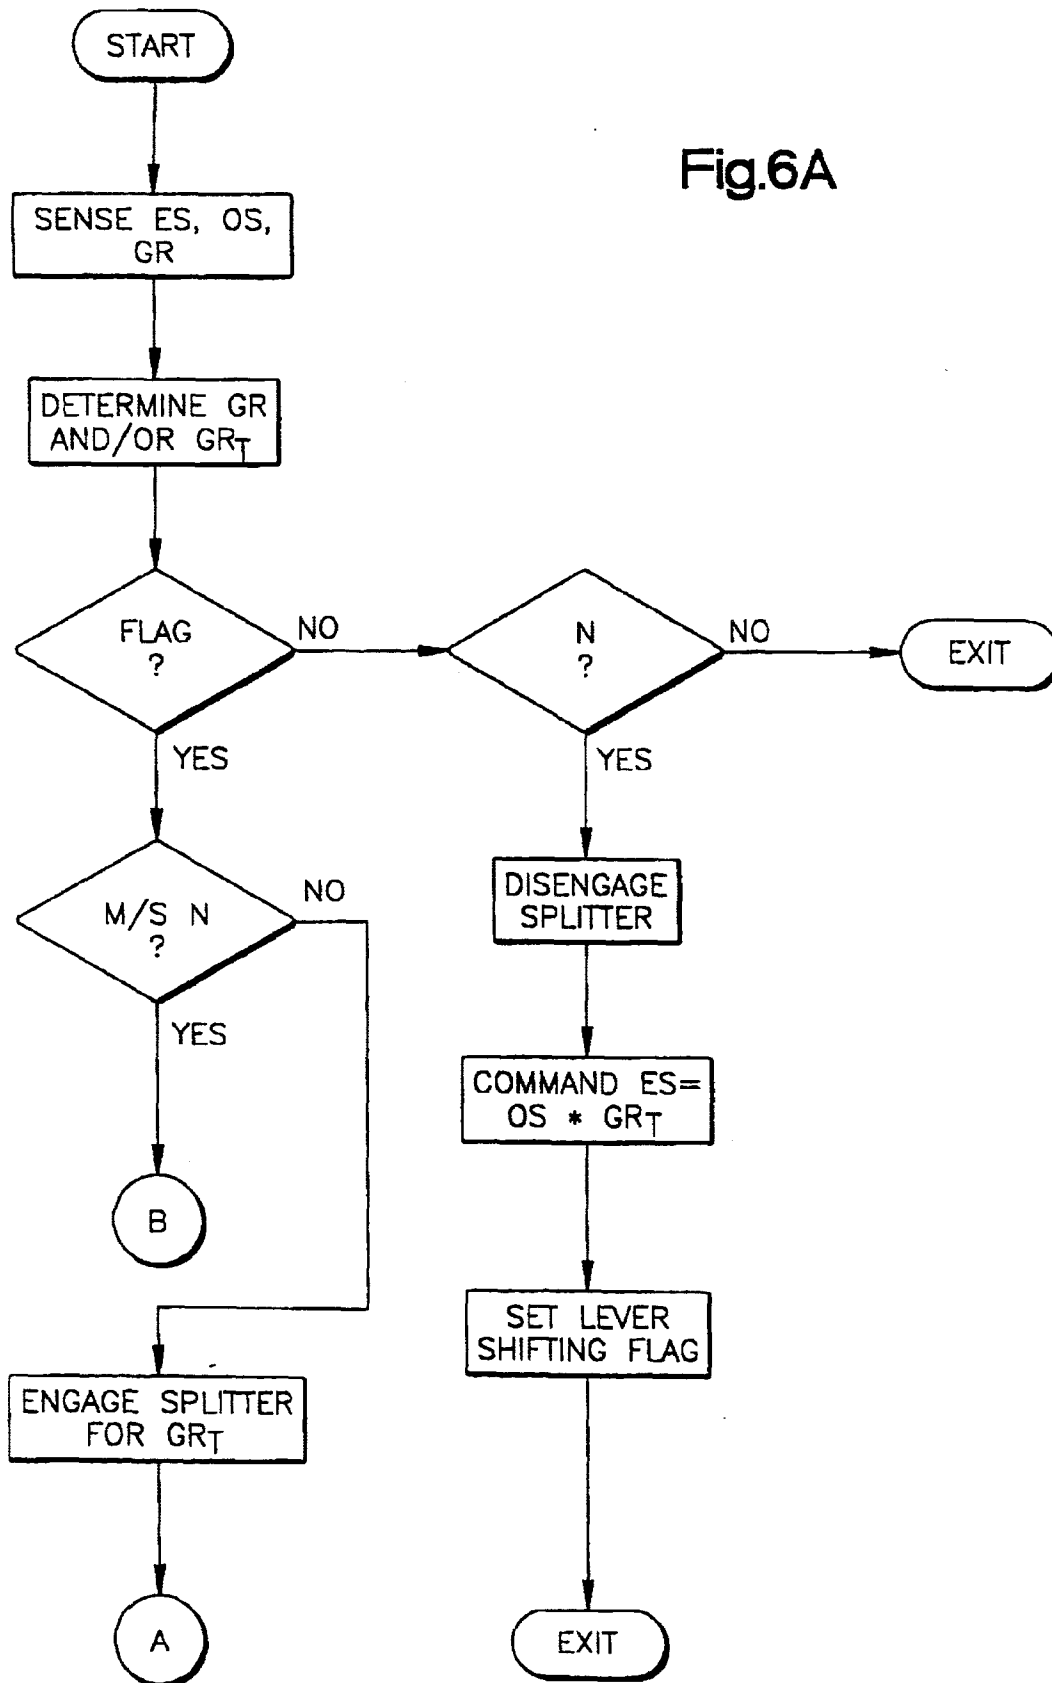 START
Fig.6A
SENSE ES, OS,
GR
DETERMINE GR
AND/OR GRT
FLAG
?
NO
N
?
NO
EXIT
YES
YES
M/S N
?
NO
DISENGAGE
SPLITTER
YES
COMMAND ES=
OS * GRT
B
SET LEVER
SHIFTING FLAG
ENGAGE SPLITTER
FOR GRT
A
EXIT